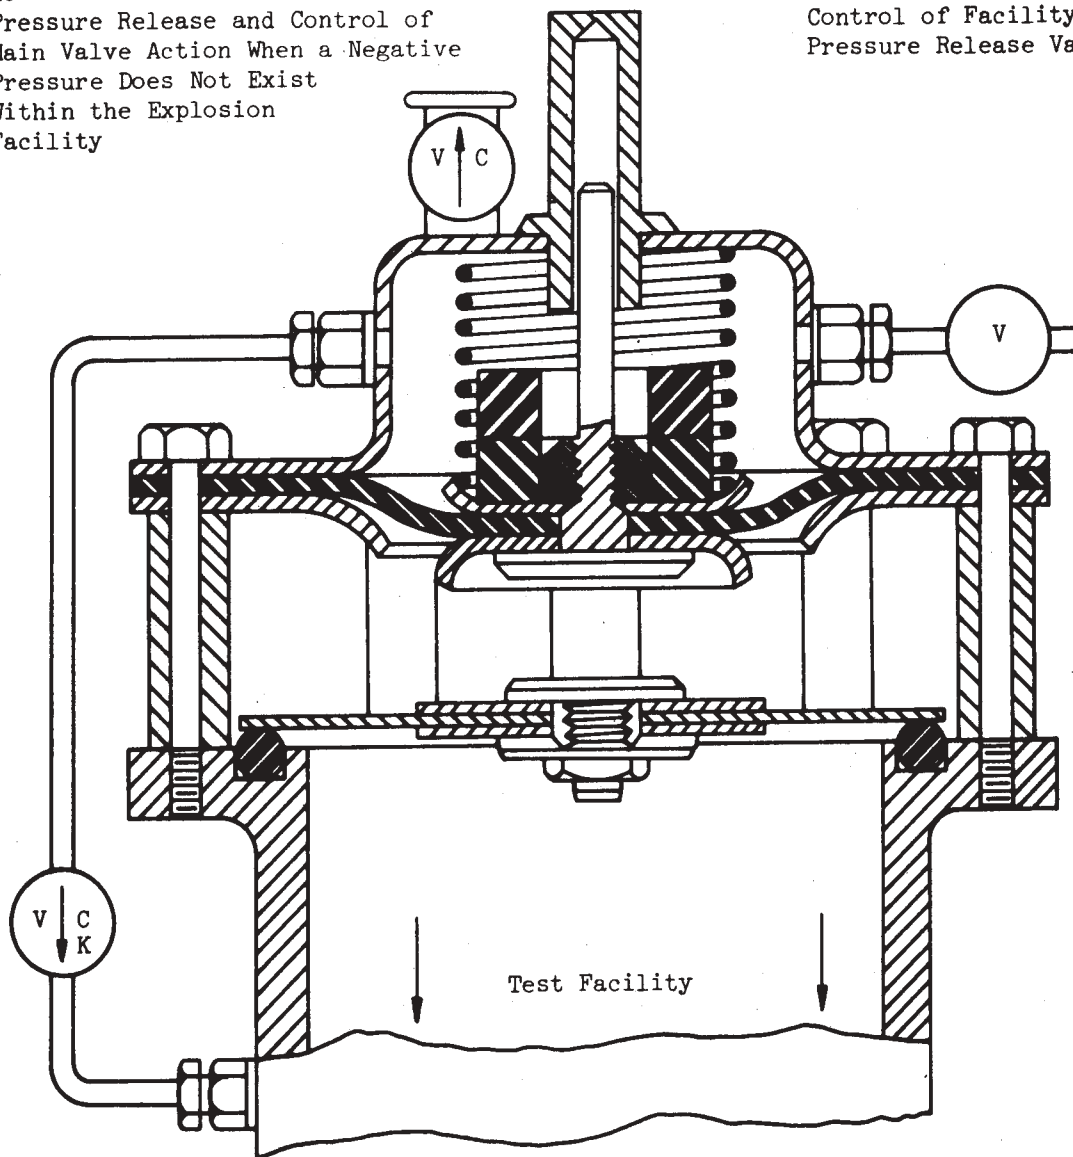 Pressure Release and Control of
Main Valve Action When a Negative
Pressure Does Not Exist
Within the Explosion
Facility
Control of Facility
Pressure Release Va
V C
V
V C
K
Test Facility